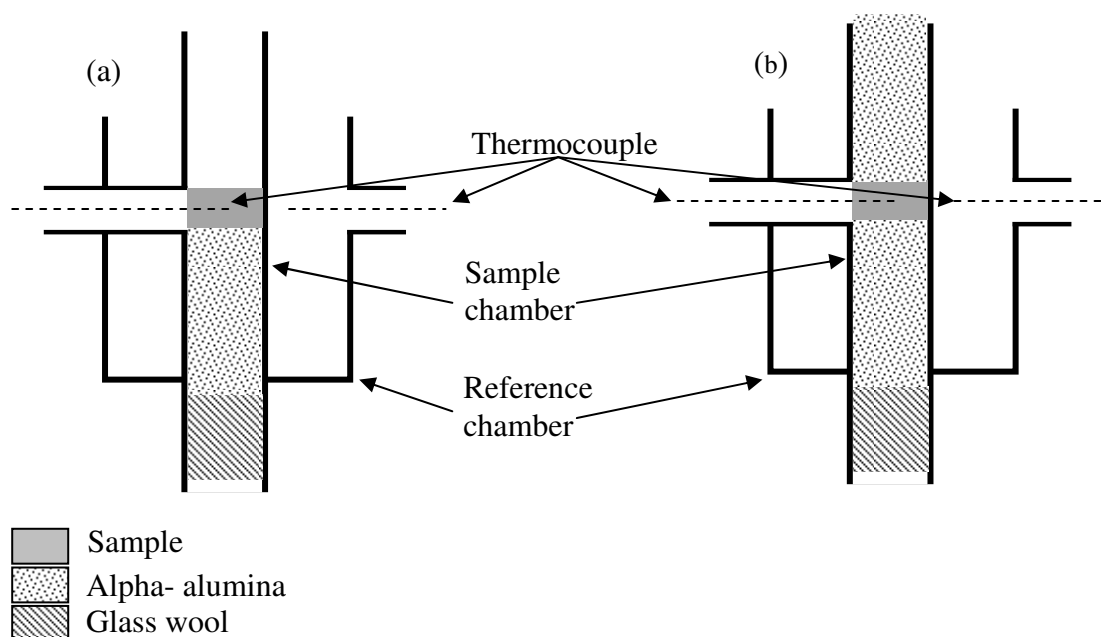 (a)
(b)
Thermocouple
Sample
chamber
Reference
chamber
Sample
Alpha- alumina
Glass wool